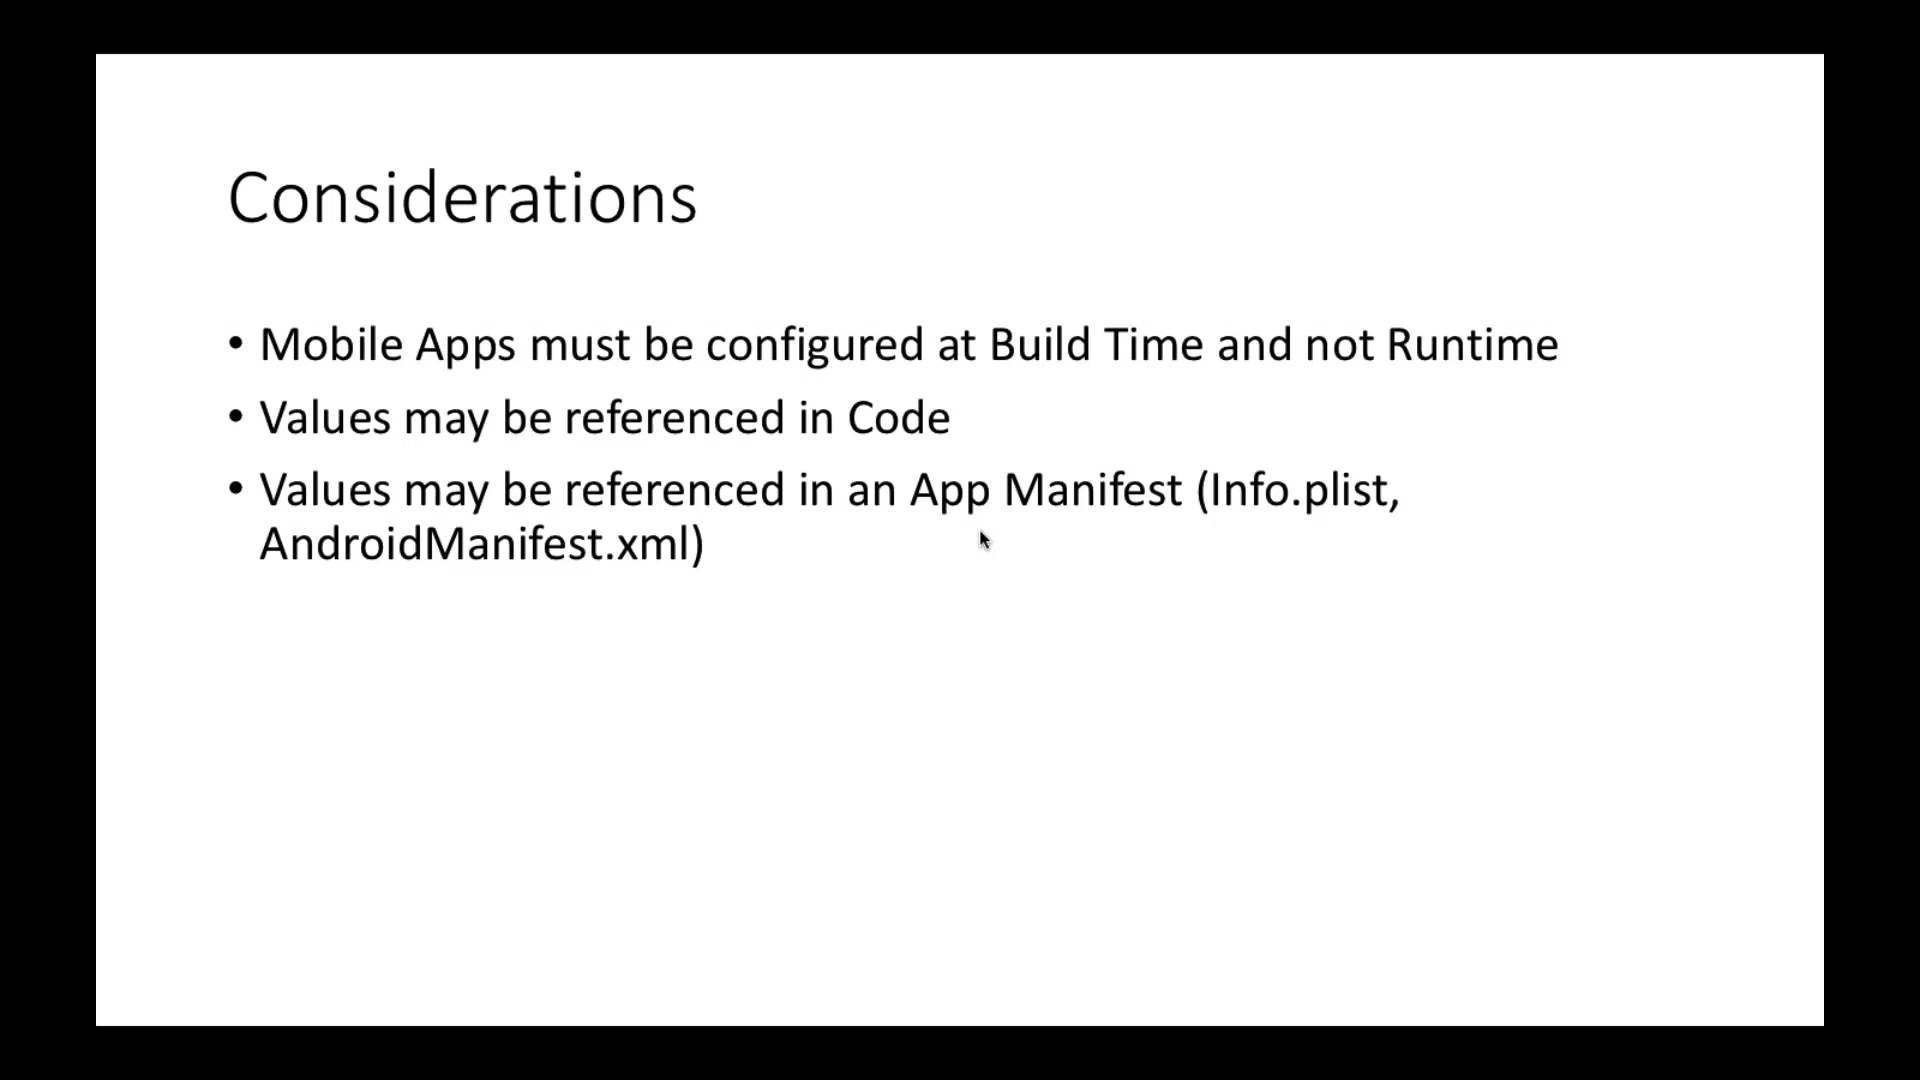 Considerations
• Mobile Apps must be configured at Build Time and not Runtime
• Values may be referenced in Code
• Values may be referenced in an App Manifest (Info.plist,
AndroidManifest.xml)